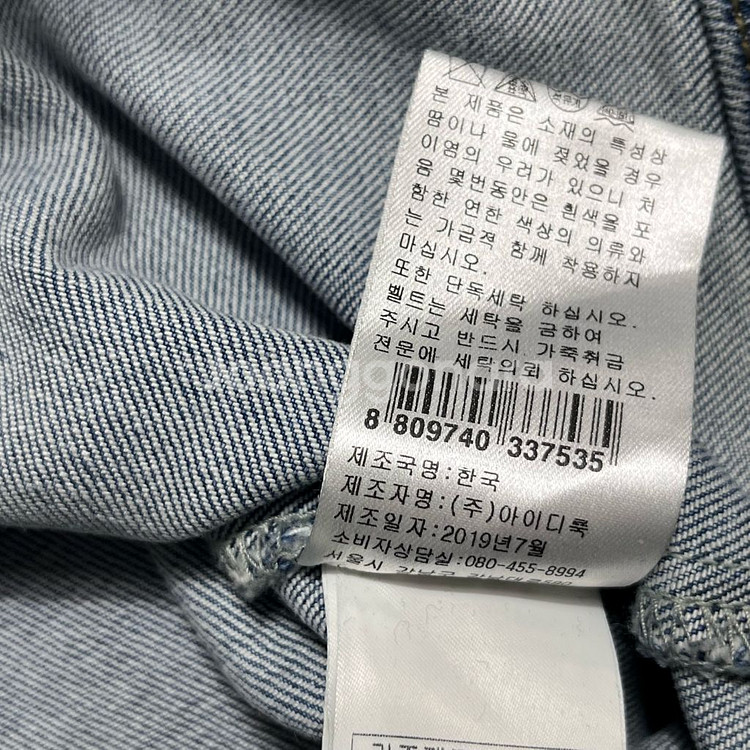 본 제품은 소재의 특성상
땀이나 물에 젖었을 경우
이염의 우려가 있으니 처
음 몇번동안은 흰색을 포
함한 연한 색상의 의류와
는 가급적 함께 착용하지
마십시오.
또한 단독세탁 하십시오.
벨트는 세탁을 금하여
주시고 반드시 가죽취급
전문에 세탁의뢰 하십시오.
8 809740 337535
제조국명:한국
제조자명:(주)아이디룩
제조일자:2019년7월
소비자상담실:080-455-8994
서울시 강남구